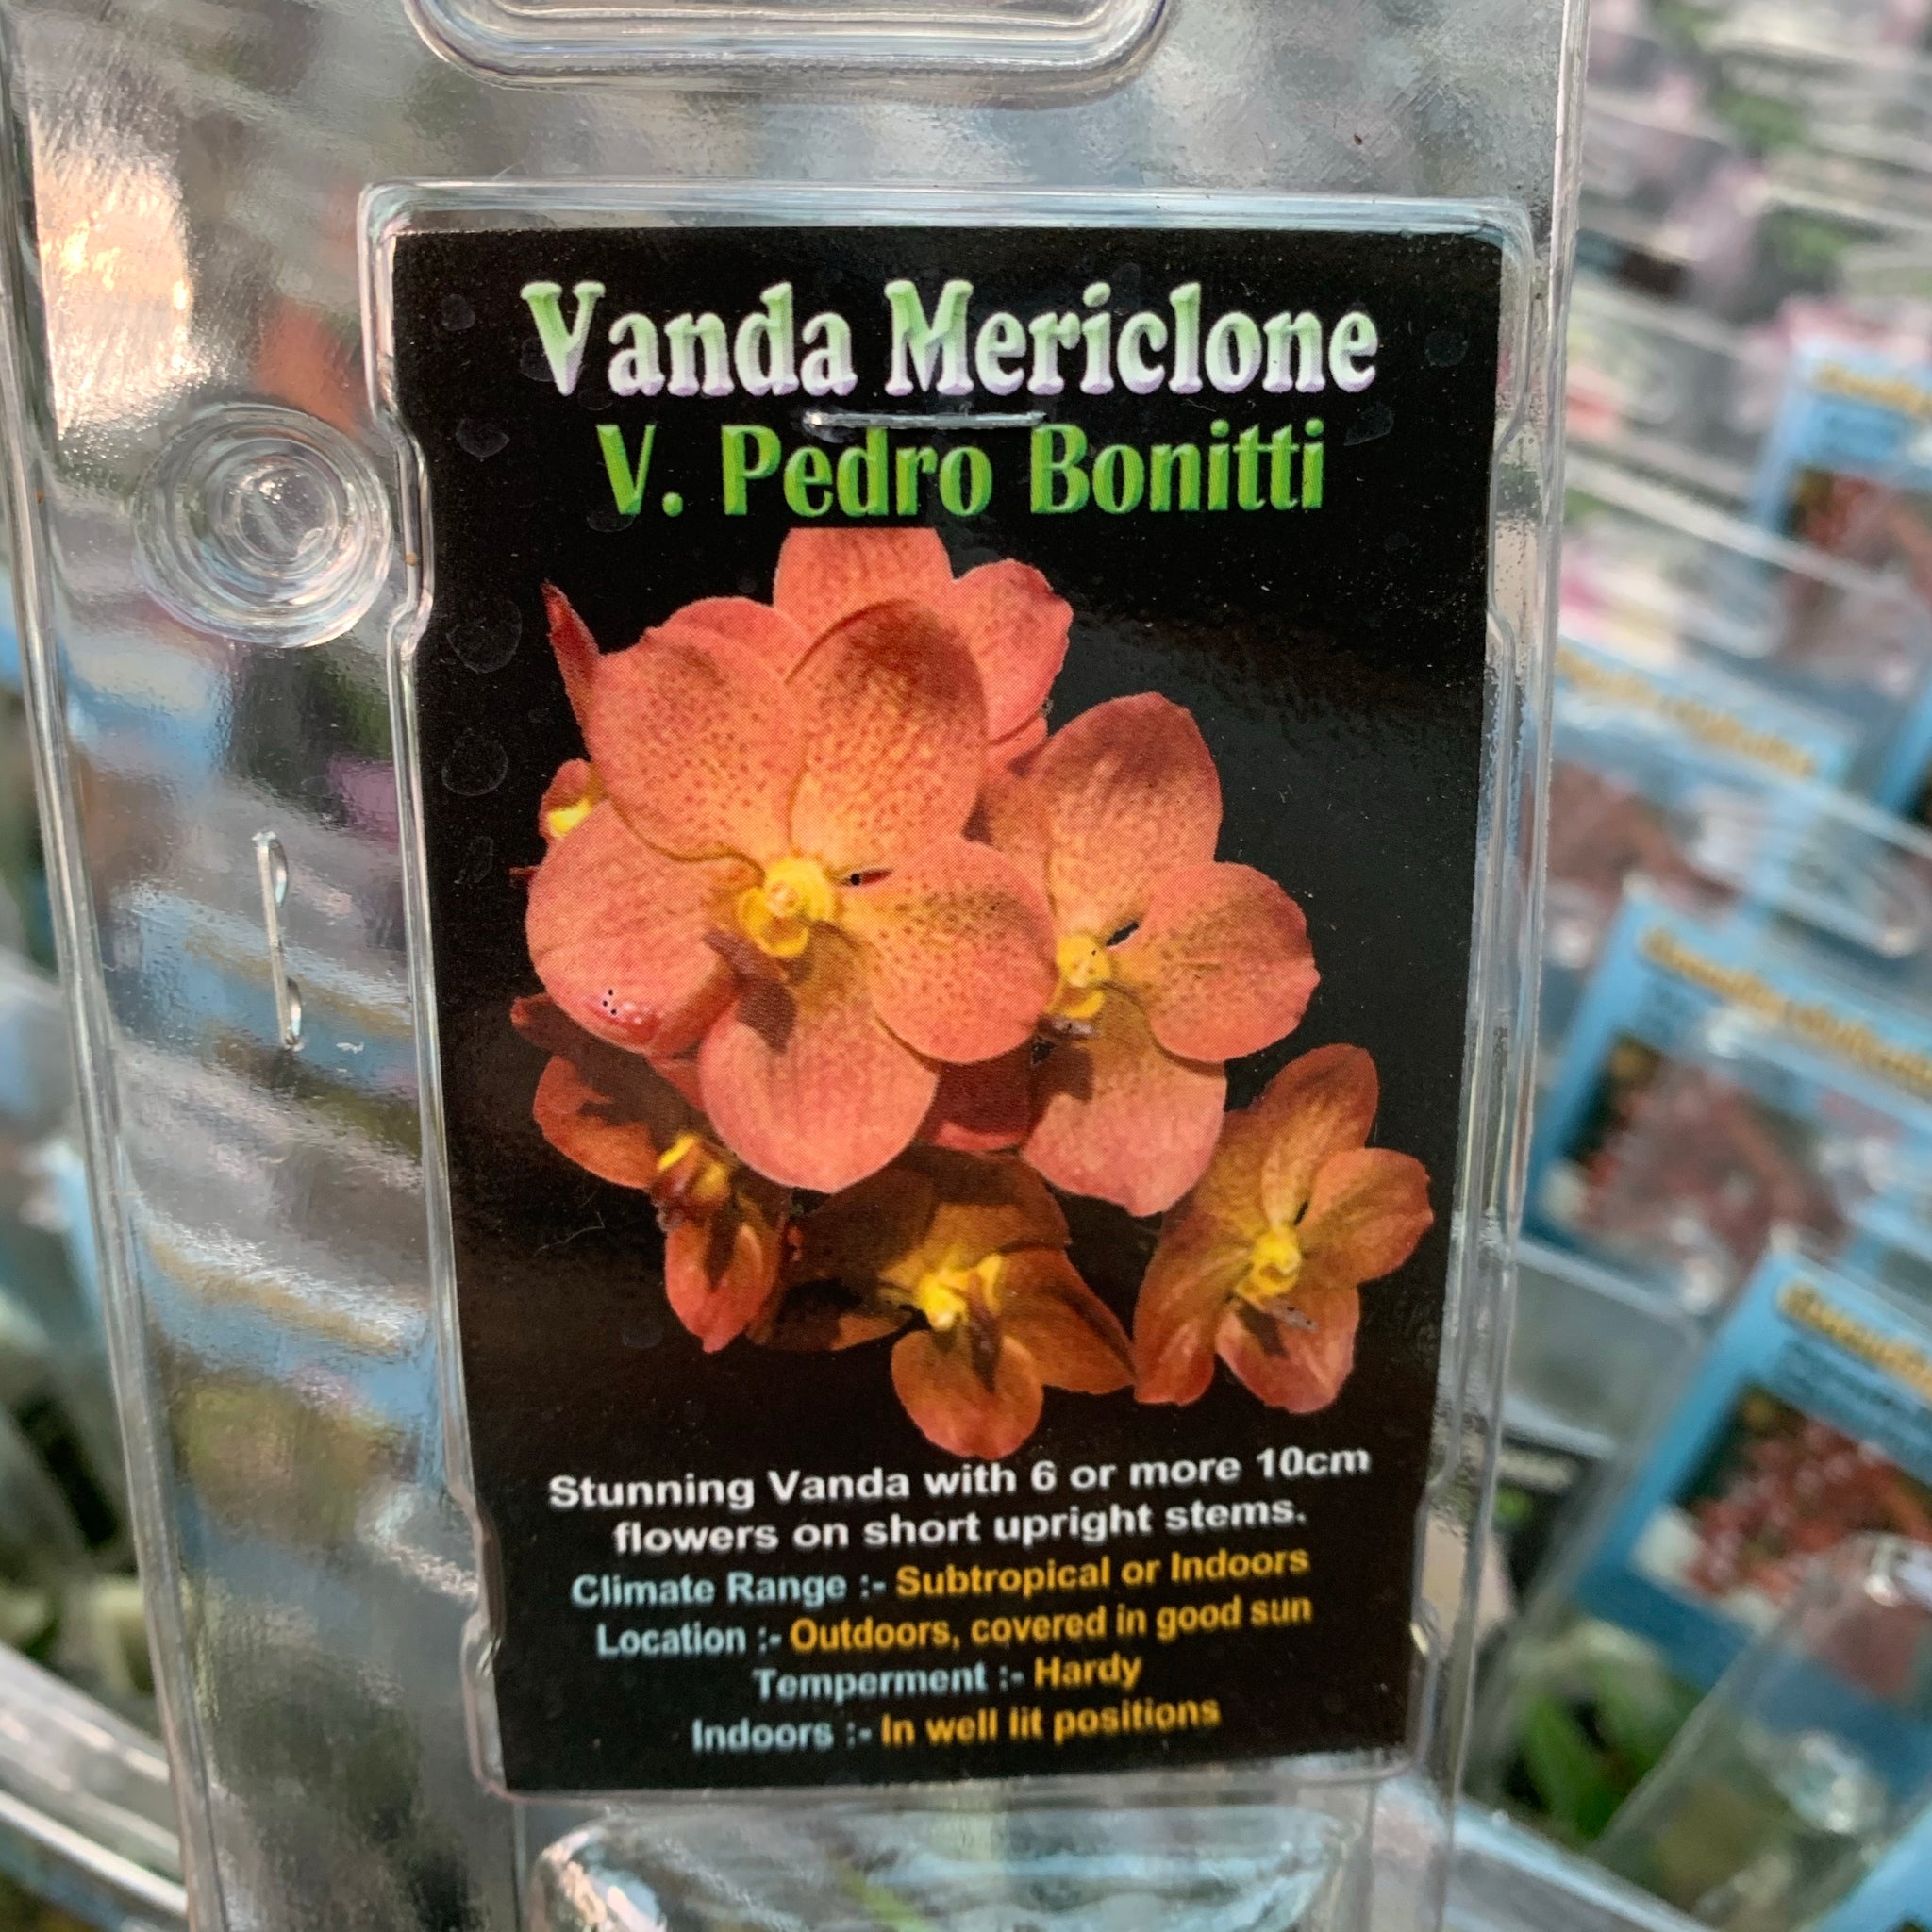 Vanda Mericlone
V. Pedro Bonitti
Stunning Vanda with 6 or more 10cm
flowers on short upright stems.
Climate Range :- Subtropical or Indoors
Location :- Outdoors, covered in good sun
Temperment :- Hardy
Indoors :- In well lit positions